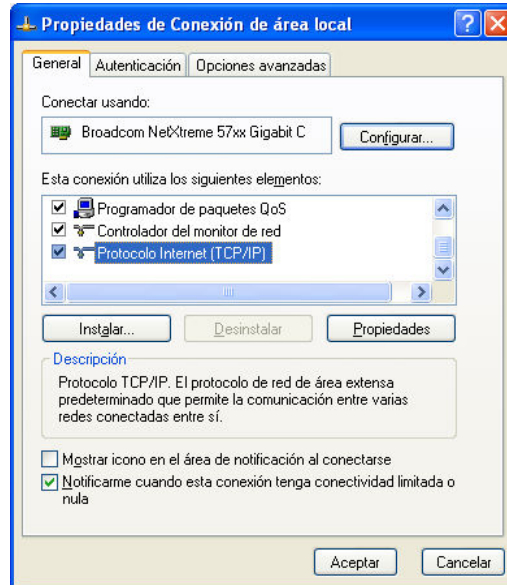 Propiedades de Conexión de área local
General Autenticación Opciones avanzadas
Conectar usando:
Broadcom NetXtreme 57xx Gigabit C
Configurar...
Esta conexión utiliza los siguientes elementos:
Programador de paquetes QoS
Controlador del monitor de red
Protocolo Internet (TCP/IP)
Instalar... Desinstalar Propiedades
Descripción
Protocolo TCP/IP. El protocolo de red de área extensa
predeterminado que permite la comunicación entre varias
redes conectadas entre sí.
Mostrar icono en el área de notificación al conectarse
Notificarme cuando esta conexión tenga conectividad limitada o
nula
Aceptar Cancelar